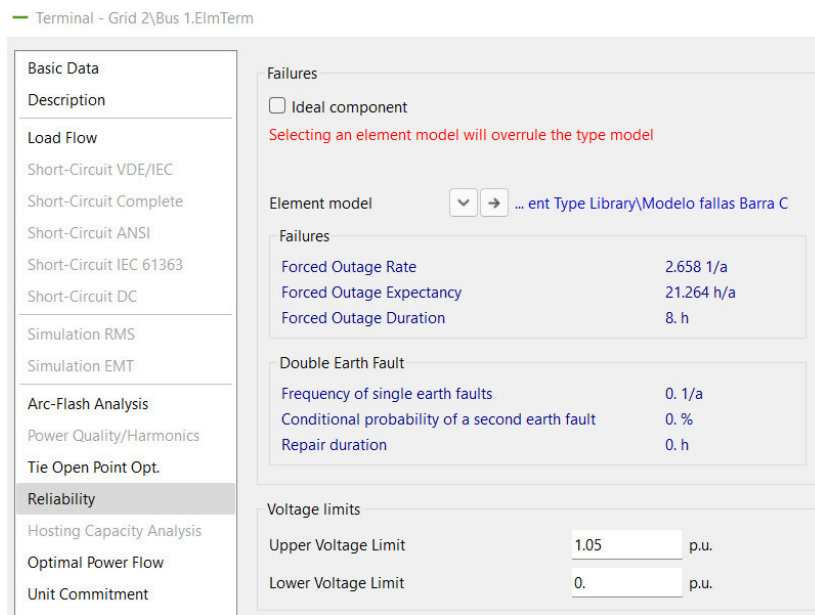 Terminal - Grid 2\Bus 1.ElmTerm
Basic Data
Description
Load Flow
Short-Circuit VDE/IEC
Short-Circuit Complete
Short-Circuit ANSI
Short-Circuit IEC 61363
Short-Circuit DC
Simulation RMS
Simulation EMT
Arc-Flash Analysis
Power Quality/Harmonics
Tie Open Point Opt.
Reliability
Hosting Capacity Analysis
Optimal Power Flow
Unit Commitment
Failures
Ideal component
Selecting an element model will overrule the type model
Element model ... ent Type Library\Modelo fallas Barra C
Failures
Forced Outage Rate 2.658 1/a
Forced Outage Expectancy 21.264 h/a
Forced Outage Duration 8. h
Double Earth Fault
Frequency of single earth faults 0. 1/a
Conditional probability of a second earth fault 0. %
Repair duration 0. h
Voltage limits
Upper Voltage Limit 1.05 p.u.
Lower Voltage Limit 0. p.u.